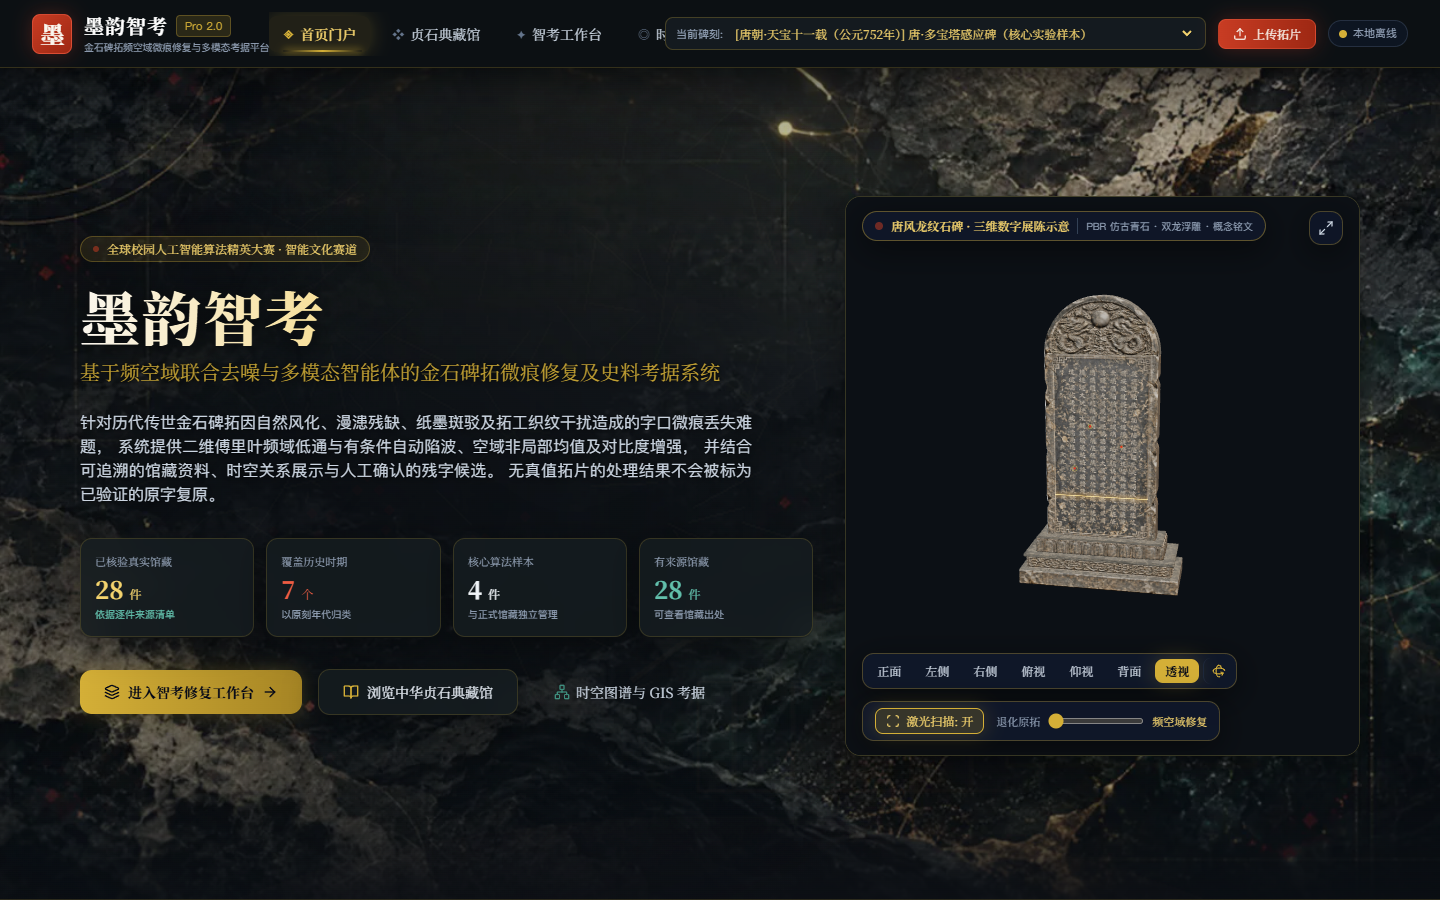 墨
墨韵智考 Pro 2.0
金石碑拓频空域微痕修复与多模态考据平台
首页门户
贞石典藏馆
智考工作台
当前碑刻: [唐朝·天宝十一载（公元752年）] 唐·多宝塔感应碑（核心实验样本）
上传拓片
本地离线
全球校园人工智能算法精英大赛 · 智能文化赛道
墨韵智考
基于频空域联合去噪与多模态智能体的金石碑拓微痕修复及史料考据系统
针对历代传世金石碑拓因自然风化、漫漶残缺、纸墨斑驳及拓工织纹干扰造成的字口微痕丢失难
题， 系统提供二维傅里叶频域低通与有条件自动陷波、空域非局部均值及对比度增强， 并结合
可追溯的馆藏资料、时空关系展示与人工确认的残字候选。 无真值拓片的处理结果不会被标为
已验证的原字复原。
已核验真实馆藏
28 件
依据逐件来源清单
覆盖历史时期
7 个
以原刻年代归类
核心算法样本
4 件
与正式馆藏独立管理
有来源馆藏
28 件
可查看馆藏出处
进入智考修复工作台
浏览中华贞石典藏馆
时空图谱与 GIS 考据
唐风龙纹石碑 · 三维数字展陈示意
PBR 仿古青石 · 双龙浮雕 · 概念铭文
正面
左侧
右侧
俯视
仰视
背面
透视
激光扫描: 开
退化原拓
频空域修复